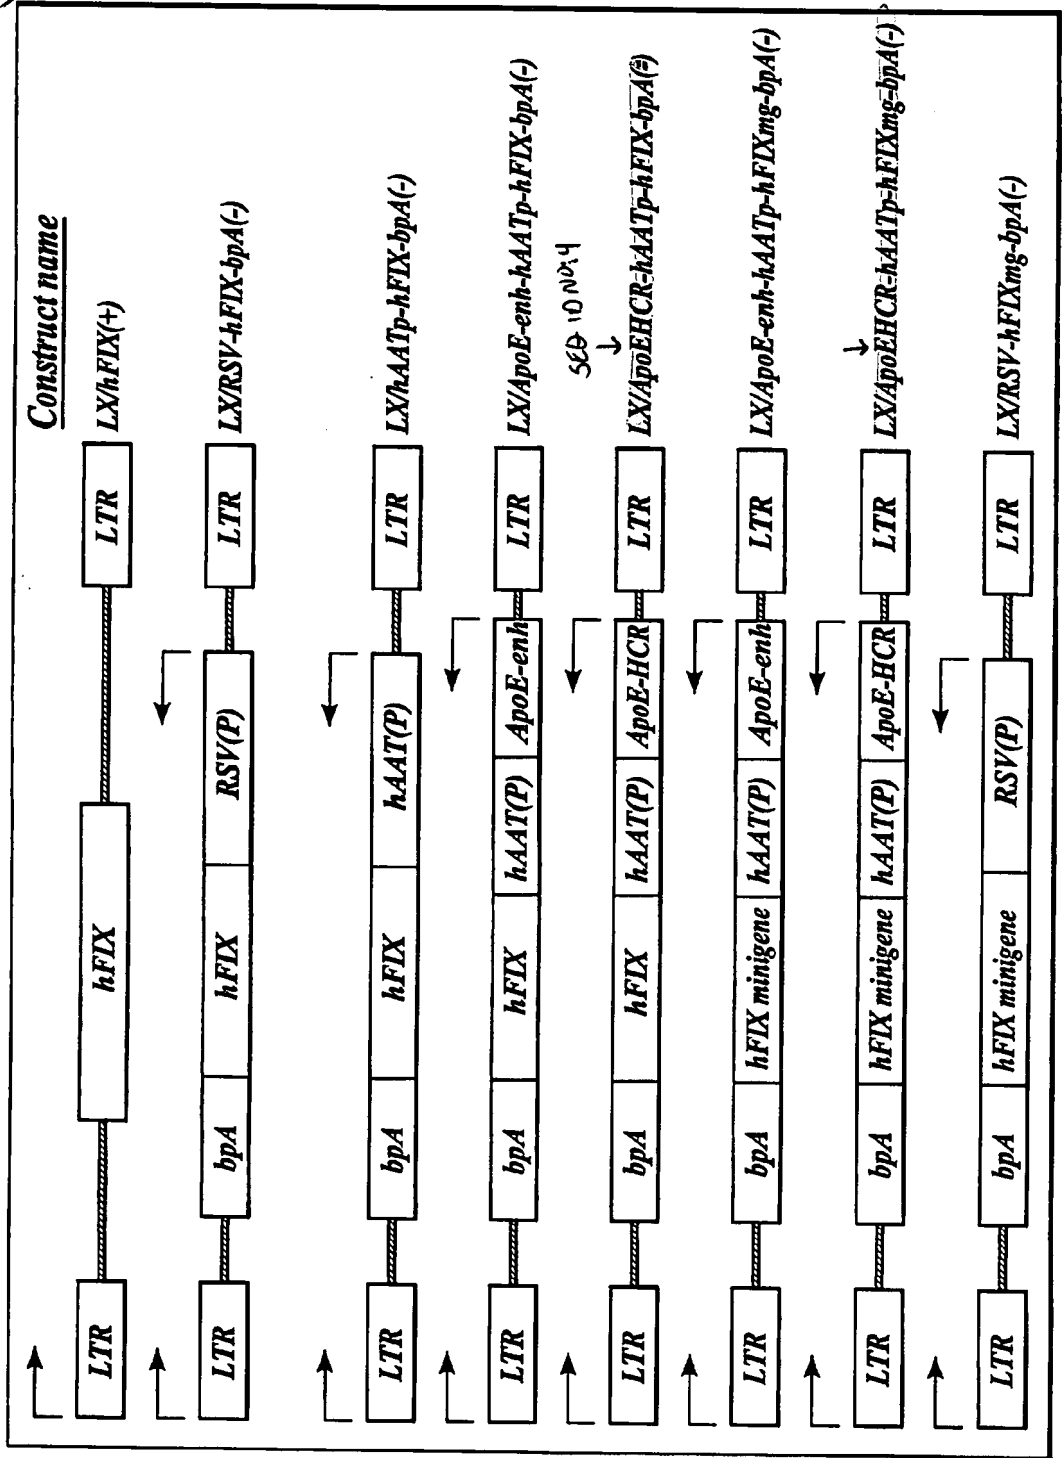 Construct name
LTR hFIX LTR LX/hFIX(+)
LTR bpA hFIX RSV(P) LTR LX/RSV-hFIX-bpA(-)
LTR bpA hFIX hAAT(P) LTR LX/hAATp-hFIX-bpA(-)
LTR bpA hFIX hAAT(P) ApoE-enh LTR LX/ApoE-enh-hAATp-hFIX-bpA(-)
SEQ ID NO:4
LTR bpA hFIX hAAT(P) ApoE-HCR LTR LX/ApoEHCR-hAATp-hFIX-bpA(-)
LTR bpA hFIX minigene hAAT(P) ApoE-enh LTR LX/ApoE-enh-hAATp-hFIXmg-bpA(-)
LTR bpA hFIX minigene hAAT(P) ApoE-HCR LTR LX/ApoEHCR-hAATp-hFIXmg-bpA(-)
LTR bpA hFIX minigene RSV(P) LTR LX/RSV-hFIXmg-bpA(-)